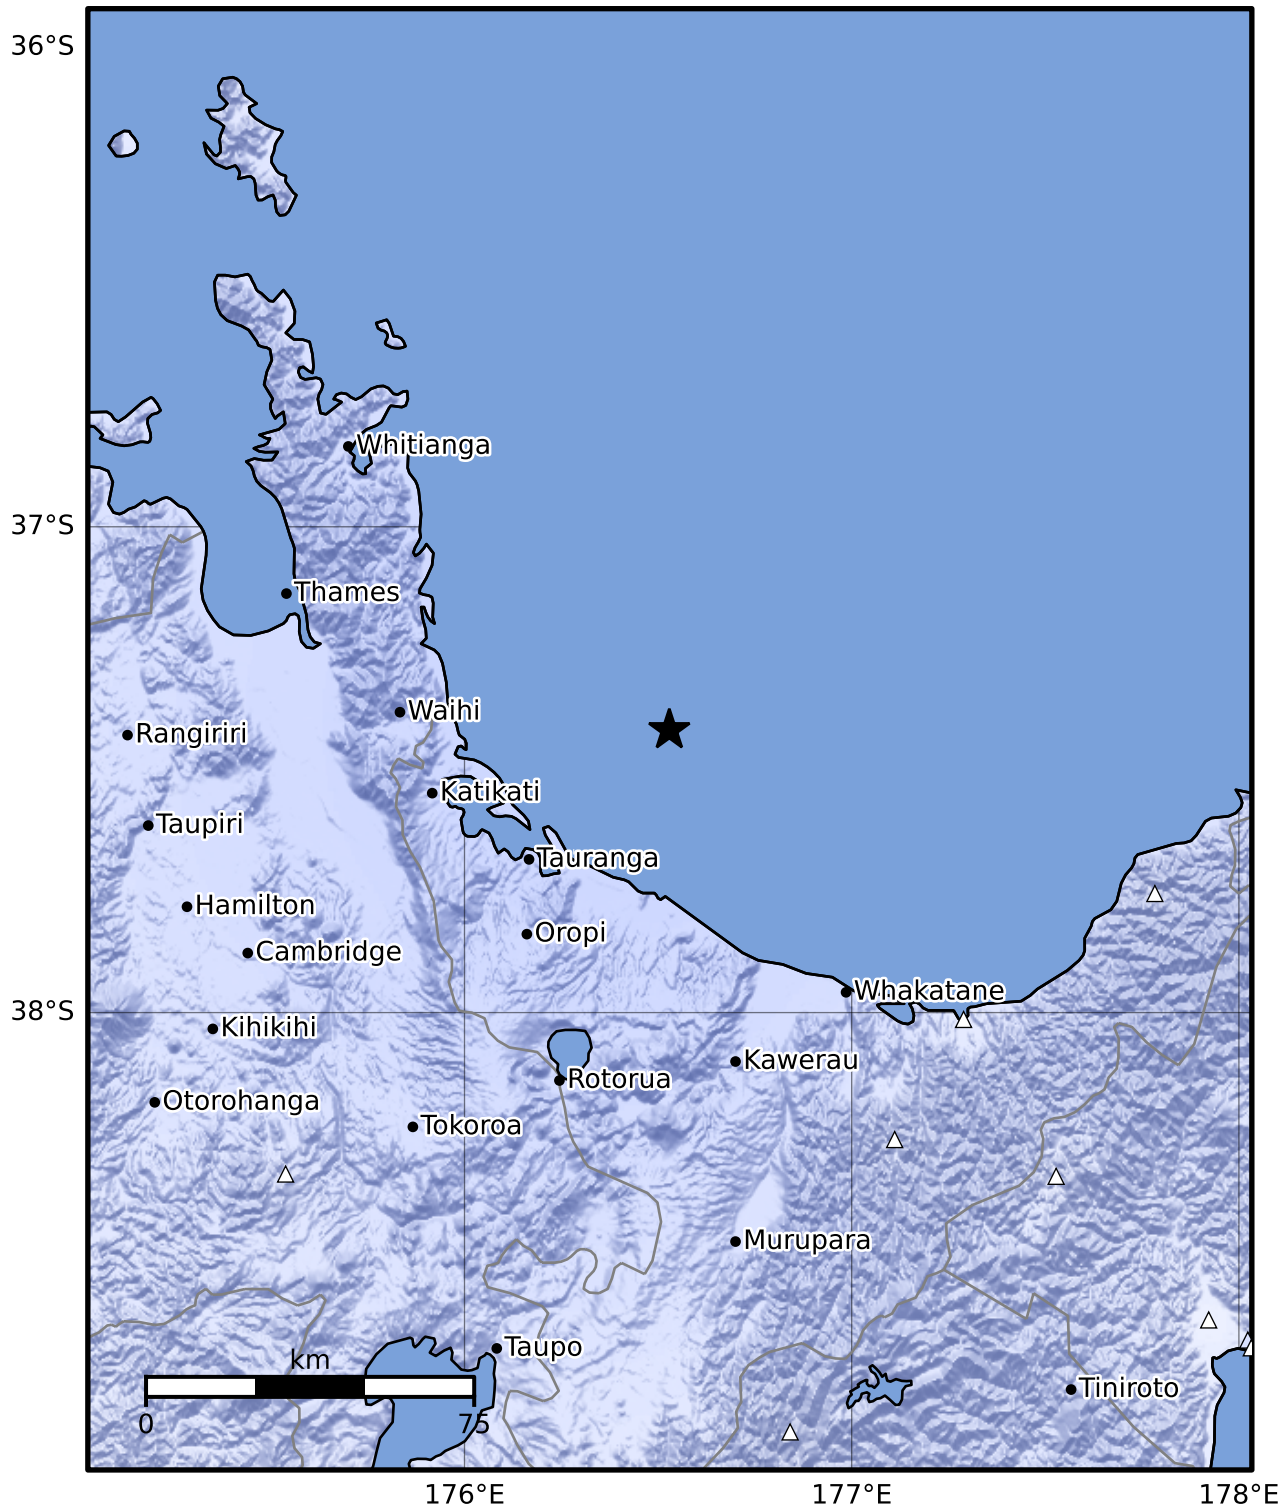 36°S
Whitianga
37°S
Thames
Waihi
Rangiriri
Katikati
Taupiri
Tauranga
Hamilton
Oropi
Cambridge
Whakatane
38°S
Kihikihi
Kawerau
Rotorua
Otorohanga
Tokoroa
Murupara
Taupo
km
Tiniroto
0 75
176°E 177°E 178°E